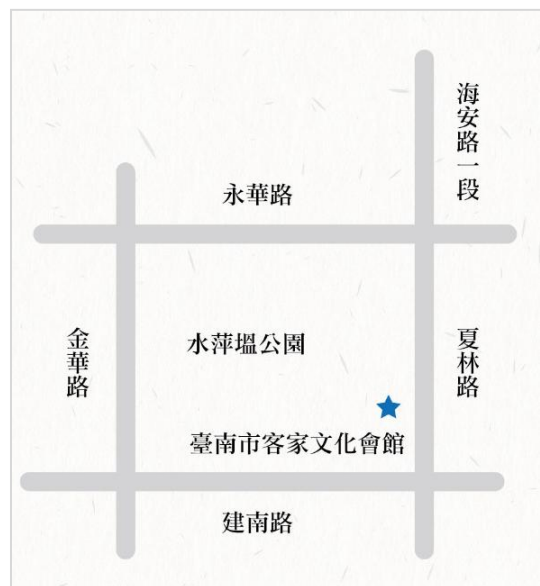 海安路一段
永華路
金華路
水萍塭公園
夏林路
臺南市客家文化會館
建南路